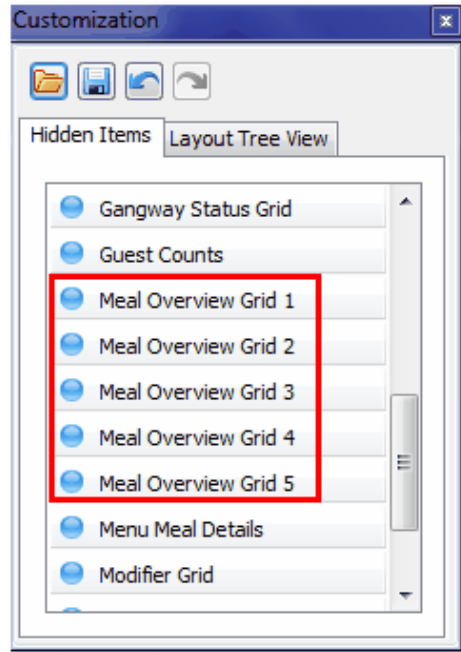 Customization
Hidden Items
Layout Tree View
Gangway Status Grid
Guest Counts
Meal Overview Grid 1
Meal Overview Grid 2
Meal Overview Grid 3
Meal Overview Grid 4
Meal Overview Grid 5
Menu Meal Details
Modifier Grid